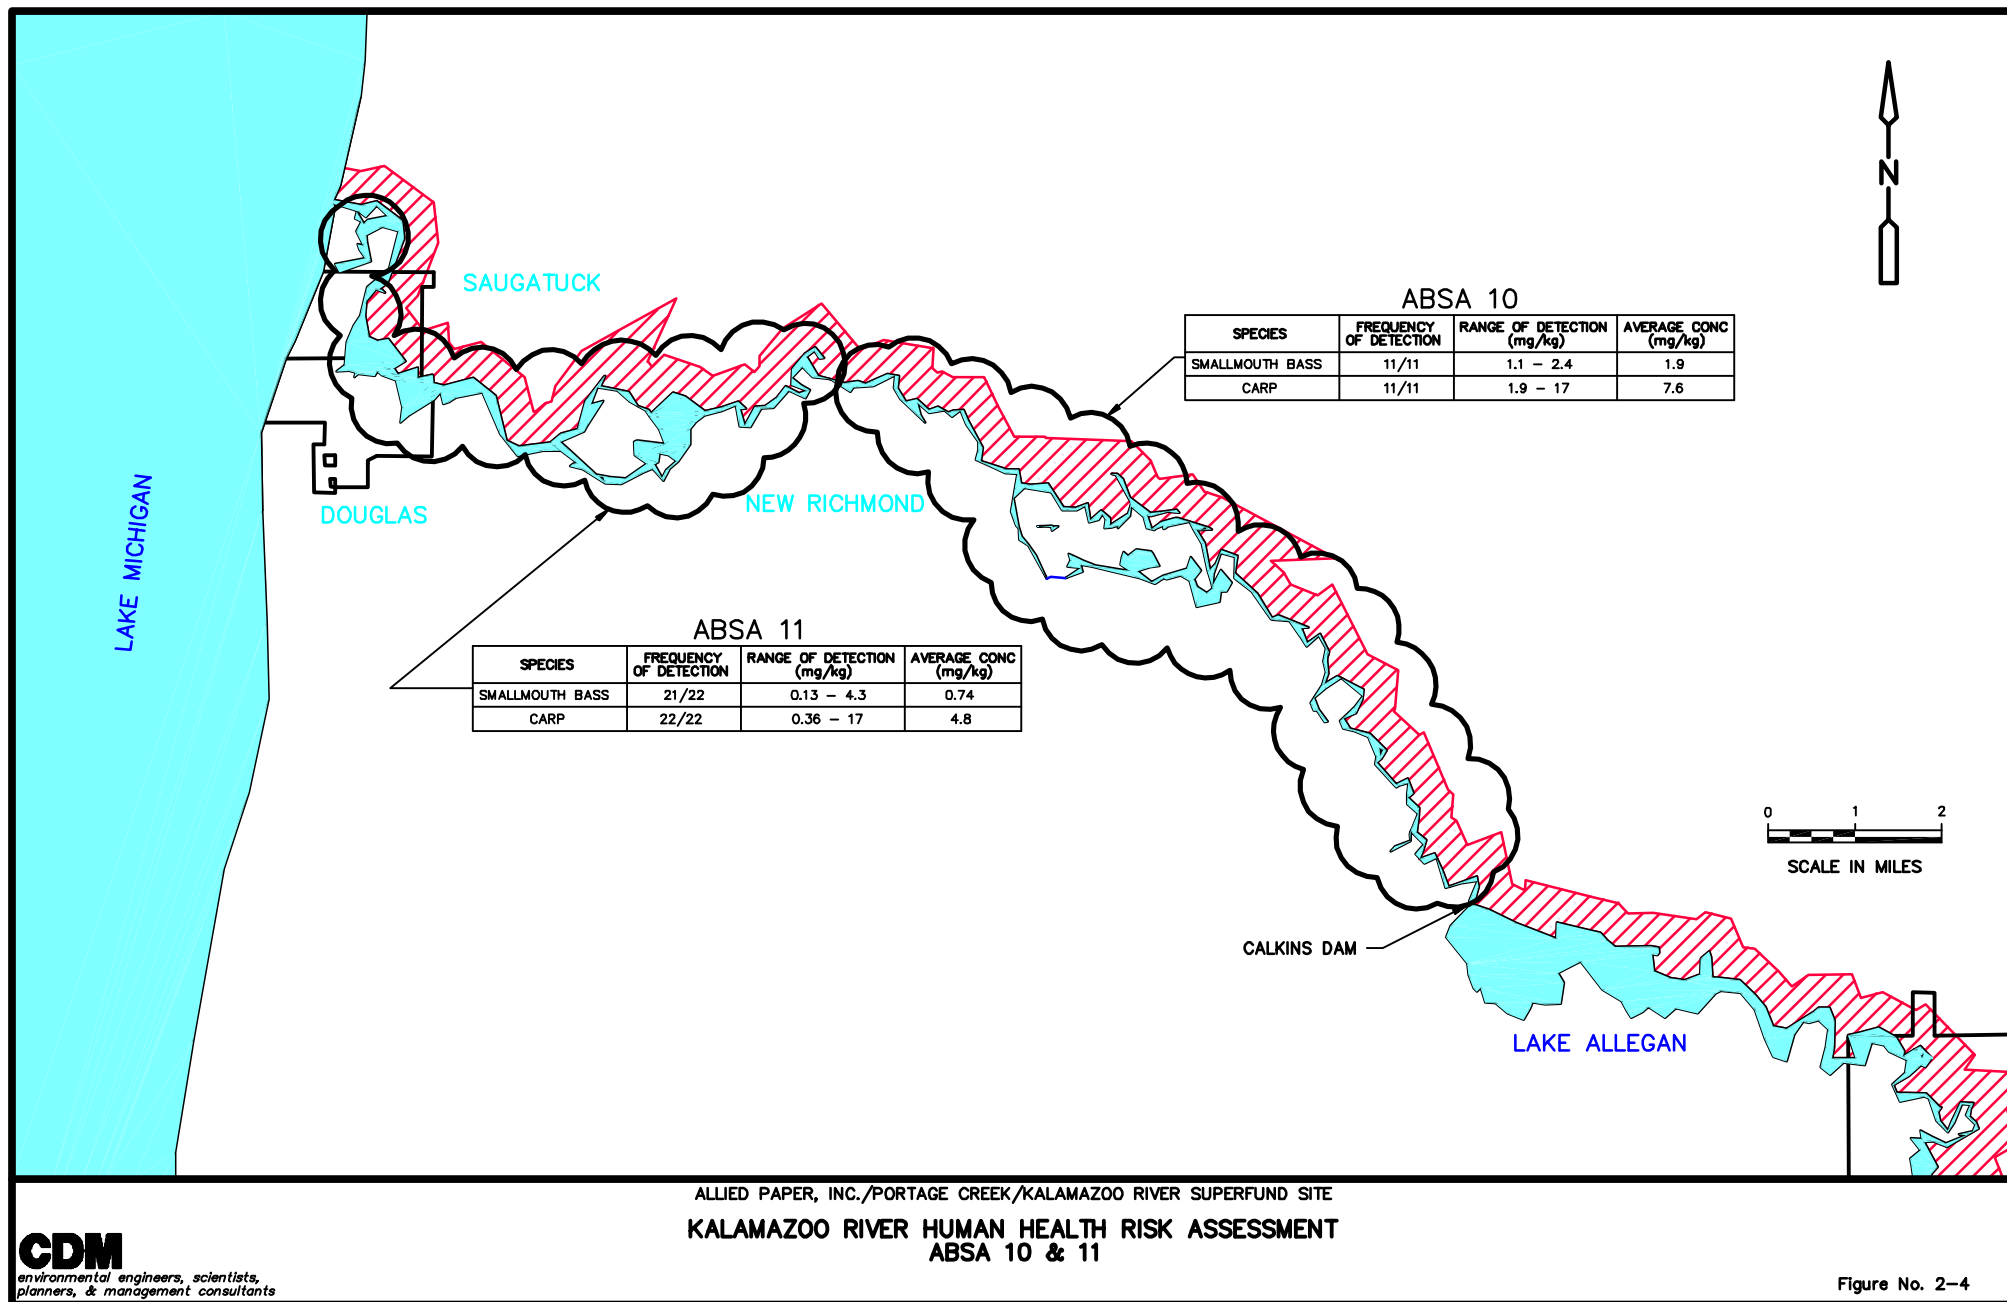 N
SAUGATUCK
ABSA 10
SPECIES FREQUENCY OF DETECTION RANGE OF DETECTION (mg/kg) AVERAGE CONC (mg/kg)
SMALLMOUTH BASS 11/11 1.1 – 2.4 1.9
CARP 11/11 1.9 – 17 7.6
LAKE MICHIGAN
DOUGLAS
NEW RICHMOND
ABSA 11
SPECIES FREQUENCY OF DETECTION RANGE OF DETECTION (mg/kg) AVERAGE CONC (mg/kg)
SMALLMOUTH BASS 21/22 0.13 – 4.3 0.74
CARP 22/22 0.36 – 17 4.8
0 1 2
SCALE IN MILES
CALKINS DAM
LAKE ALLEGAN
ALLIED PAPER, INC./PORTAGE CREEK/KALAMAZOO RIVER SUPERFUND SITE
KALAMAZOO RIVER HUMAN HEALTH RISK ASSESSMENT
ABSA 10 & 11
CDM
environmental engineers, scientists,
planners, & management consultants
Figure No. 2–4